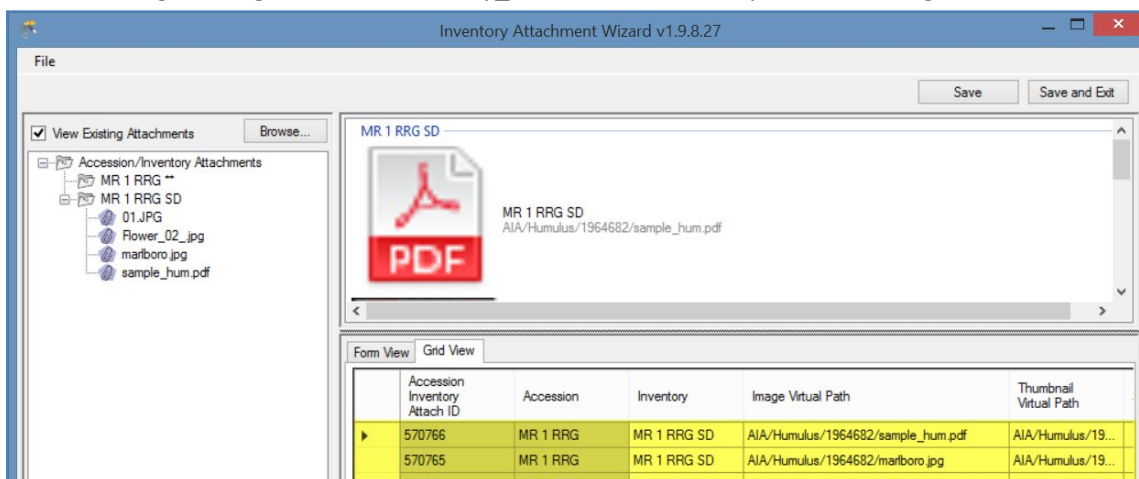 Inventory Attachment Wizard v1.9.8.27
File
Save
Save and Exit
View Existing Attachments
Browse...
Accession/Inventory Attachments
MR 1 RRG **
MR 1 RRG SD
01.JPG
Flower_02_.jpg
marlboro.jpg
sample_hum.pdf
MR 1 RRG SD
PDF
MR 1 RRG SD
AIA/Humulus/1964682/sample_hum.pdf
Form View
Grid View
Accession Inventory Attach ID
Accession
Inventory
Image Virtual Path
Thumbnail Virtual Path
570766 MR 1 RRG MR 1 RRG SD AIA/Humulus/1964682/sample_hum.pdf AIA/Humulus/19...
570765 MR 1 RRG MR 1 RRG SD AIA/Humulus/1964682/marlboro.jpg AIA/Humulus/19...